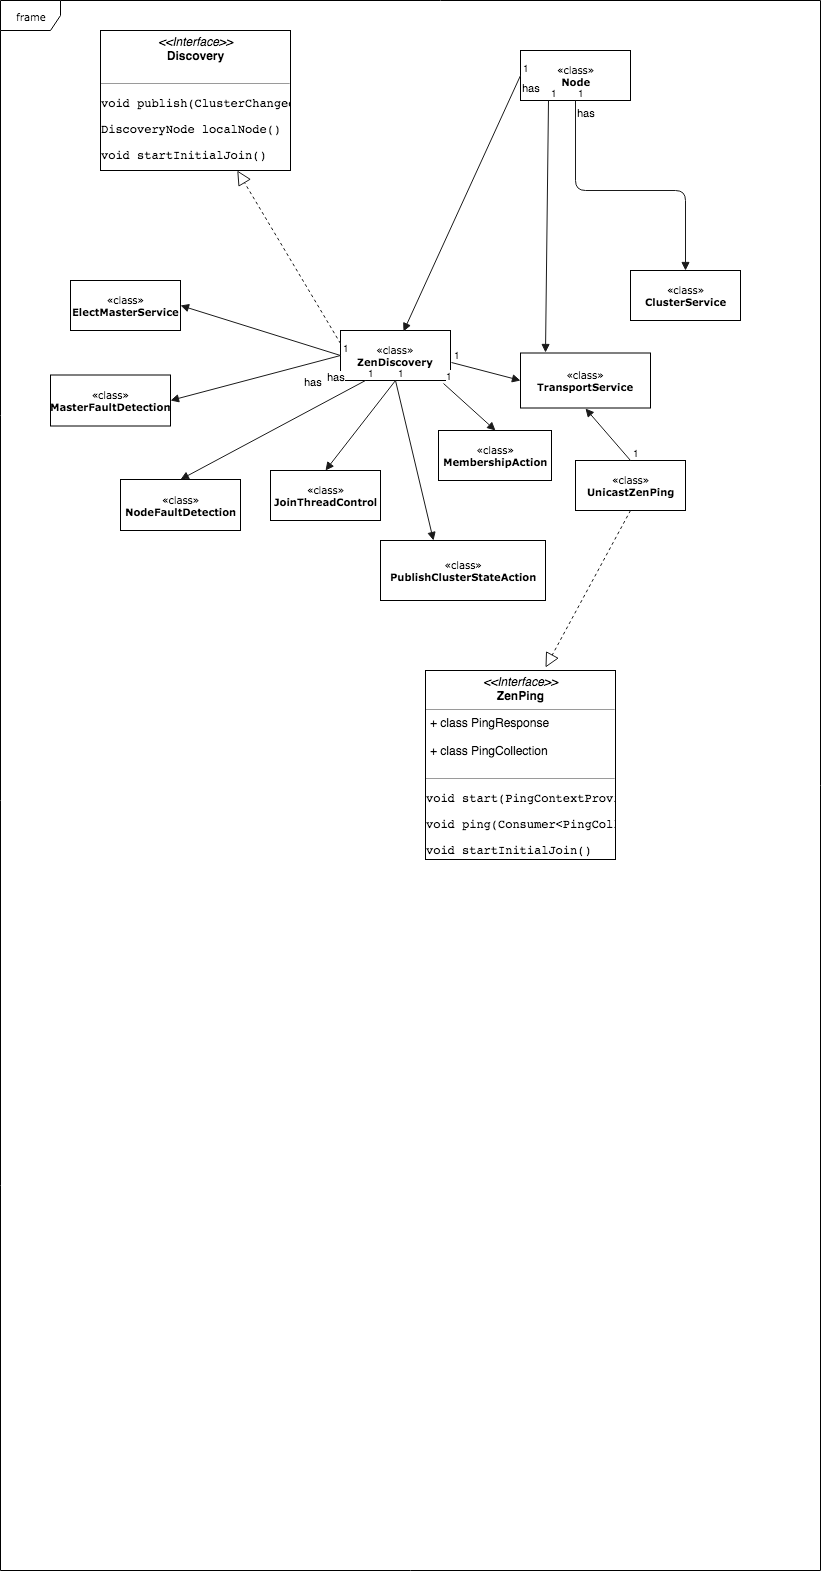 frame
<<Interface>>
Discovery
void publish(ClusterChanged
DiscoveryNode localNode()
void startInitialJoin()
1
«class»
Node
has
1
1
has
«class»
ClusterService
«class»
ElectMasterService
1
«class»
ZenDiscovery
1
«class»
TransportService
has
has
1
1
1
«class»
MasterFaultDetection
«class»
MembershipAction
1
«class»
UnicastZenPing
«class»
NodeFaultDetection
«class»
JoinThreadControl
«class»
PublishClusterStateAction
<<Interface>>
ZenPing
+ class PingResponse
+ class PingCollection
void start(PingContextProvi
void ping(Consumer<PingCol
void startInitialJoin()